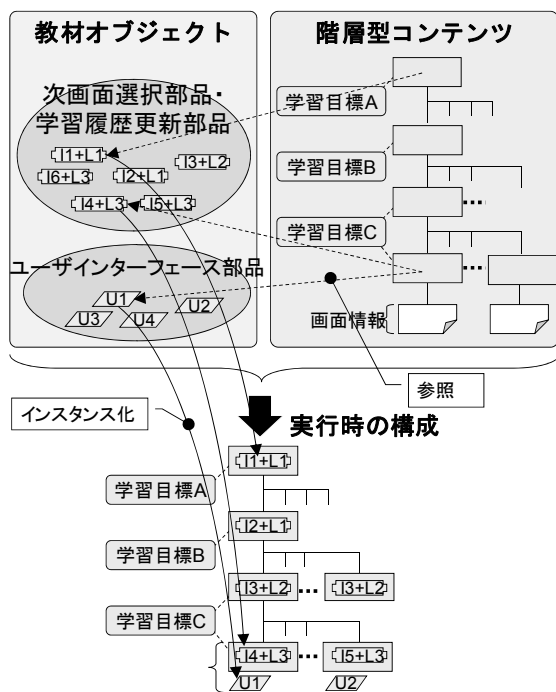 教材オブジェクト
次画面選択部品・
学習履歴更新部品
I1+L1
I3+L2
I6+L3
I2+L1
I4+L3
I5+L3
ユーザインターフェース部品
U1
U2
U3
U4
階層型コンテンツ
学習目標A
学習目標B
学習目標C
画面情報
参照
インスタンス化
実行時の構成
I1+L1
学習目標A
I2+L1
学習目標B
I3+L2
I3+L2
学習目標C
I4+L3
I5+L3
U1
U2